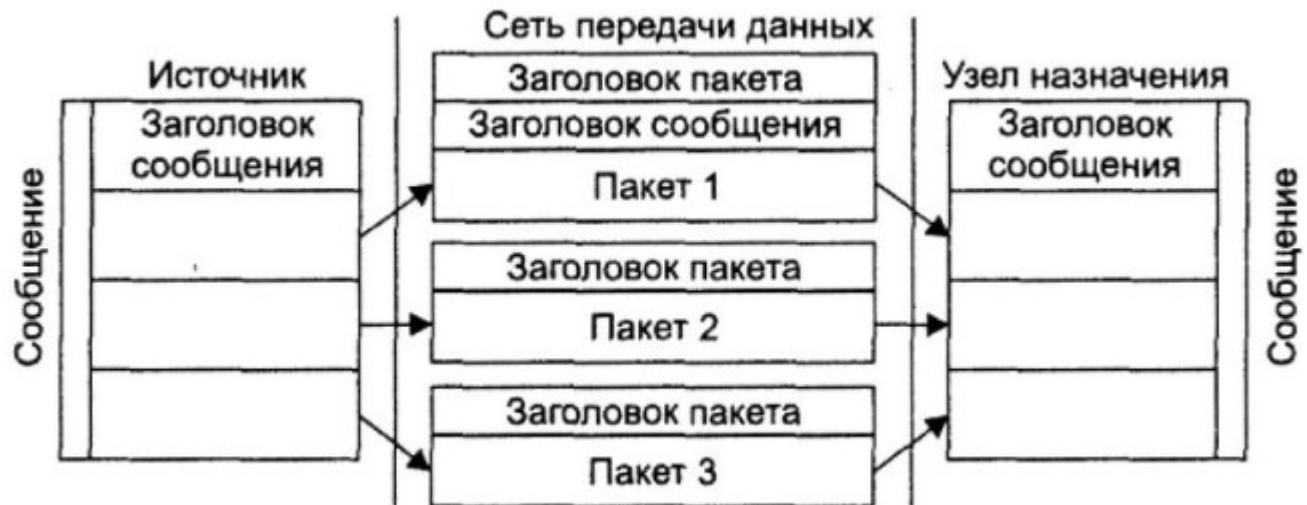 Сеть передачи данных
Источник
Узел назначения
Сообщение
Заголовок
сообщения
Заголовок пакета
Заголовок сообщения
Пакет 1
Заголовок пакета
Пакет 2
Заголовок пакета
Пакет 3
Заголовок
сообщения
Сообщение